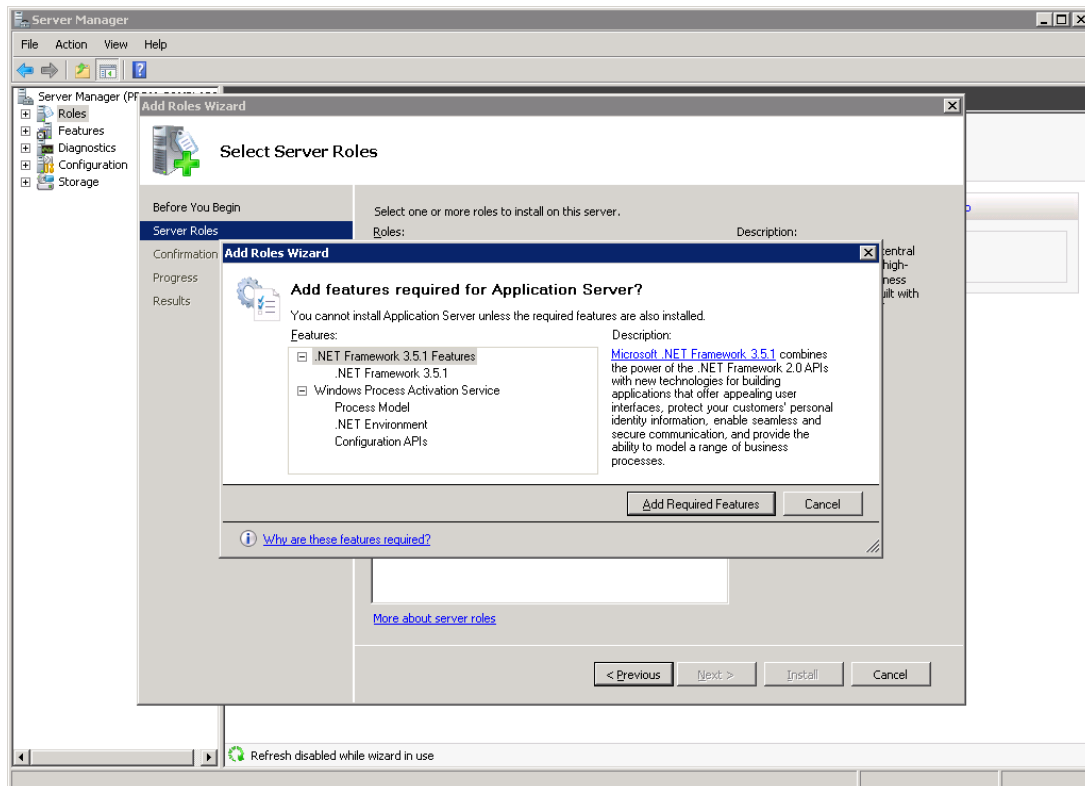 Server Manager
File Action View Help
Server Manager
Roles
Features
Diagnostics
Configuration
Storage
Add Roles Wizard
Select Server Roles
Before You Begin
Server Roles
Confirmation
Progress
Results
Select one or more roles to install on this server.
Roles:
Description:
central
high-
ness
built with
Add Roles Wizard
Add features required for Application Server?
You cannot install Application Server unless the required features are also installed.
Features:
.NET Framework 3.5.1 Features
.NET Framework 3.5.1
Windows Process Activation Service
Process Model
.NET Environment
Configuration APIs
Description:
Microsoft .NET Framework 3.5.1 combines
the power of the .NET Framework 2.0 APIs
with new technologies for building
applications that offer appealing user
interfaces, protect your customers' personal
identity information, enable seamless and
secure communication, and provide the
ability to model a range of business
processes.
Add Required Features Cancel
Why are these features required?
More about server roles
< Previous Next > Install Cancel
Refresh disabled while wizard in use